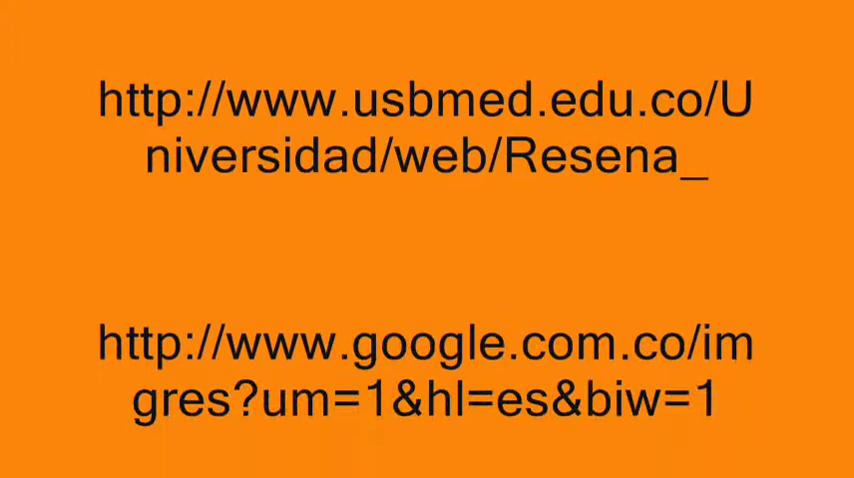 http://www.usbmed.edu.co/U
niversidad/web/Resena_
http://www.google.com.co/im
gres?um=1&hl=es&biw=1